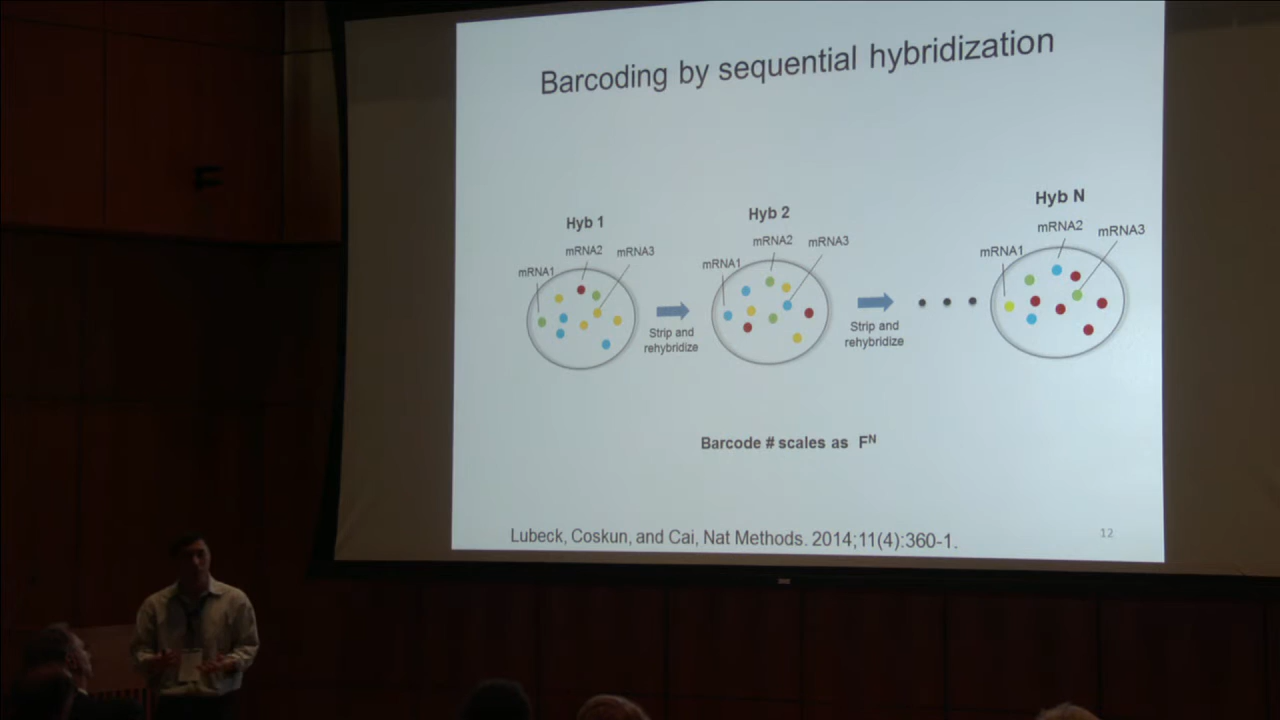 Barcoding by sequential hybridization
Hyb 1
mRNA1
mRNA2
mRNA3
Strip and
rehybridize
Hyb 2
mRNA1
mRNA2
mRNA3
Strip and
rehybridize
Hyb N
mRNA1
mRNA2
mRNA3
Barcode # scales as F^N
Lubeck, Coskun, and Cai, Nat Methods. 2014;11(4):360-1.
12